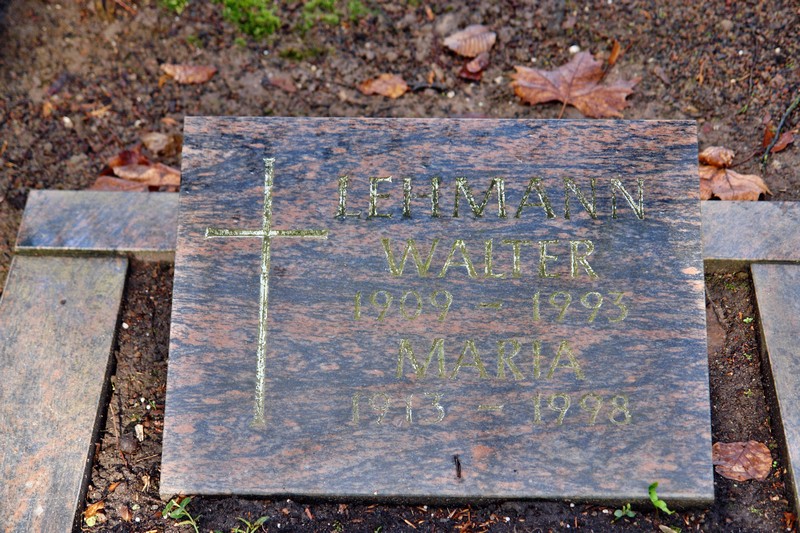 LEHMANN
WALTER
1909 - 1993
MARIA
1913 - 1998